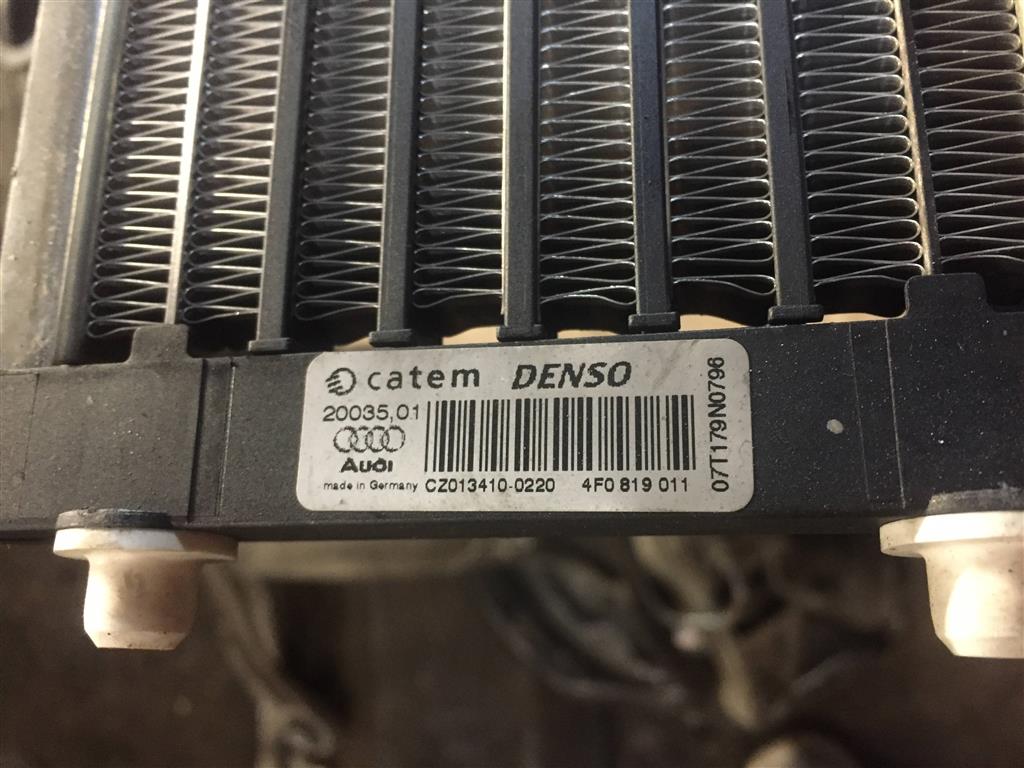 catem DENSO
20035,01
Audi
made in Germany CZ013410-0220 4F0 819 011
07T179N0796